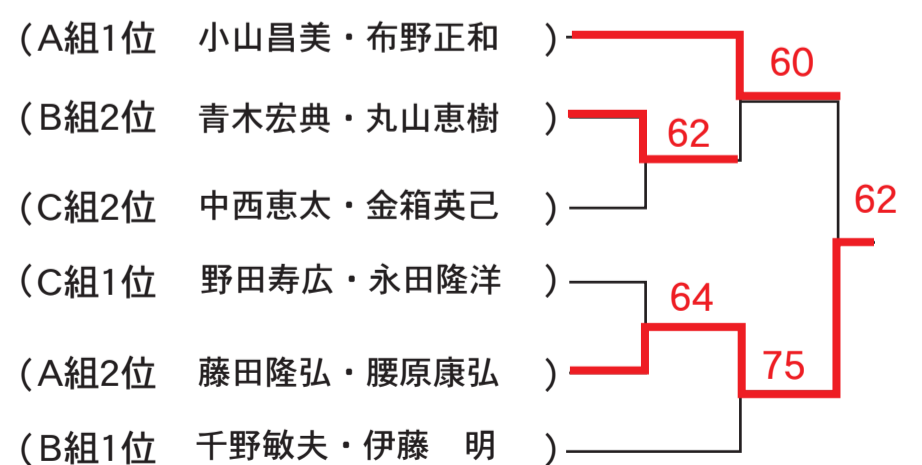 (A組1位 小山昌美・布野正和 )
60
(B組2位 青木宏典・丸山恵樹 )
62
(C組2位 中西恵太・金箱英己 )
62
(C組1位 野田寿広・永田隆洋 )
64
(A組2位 藤田隆弘・腰原康弘 )
75
(B組1位 千野敏夫・伊藤 明 )